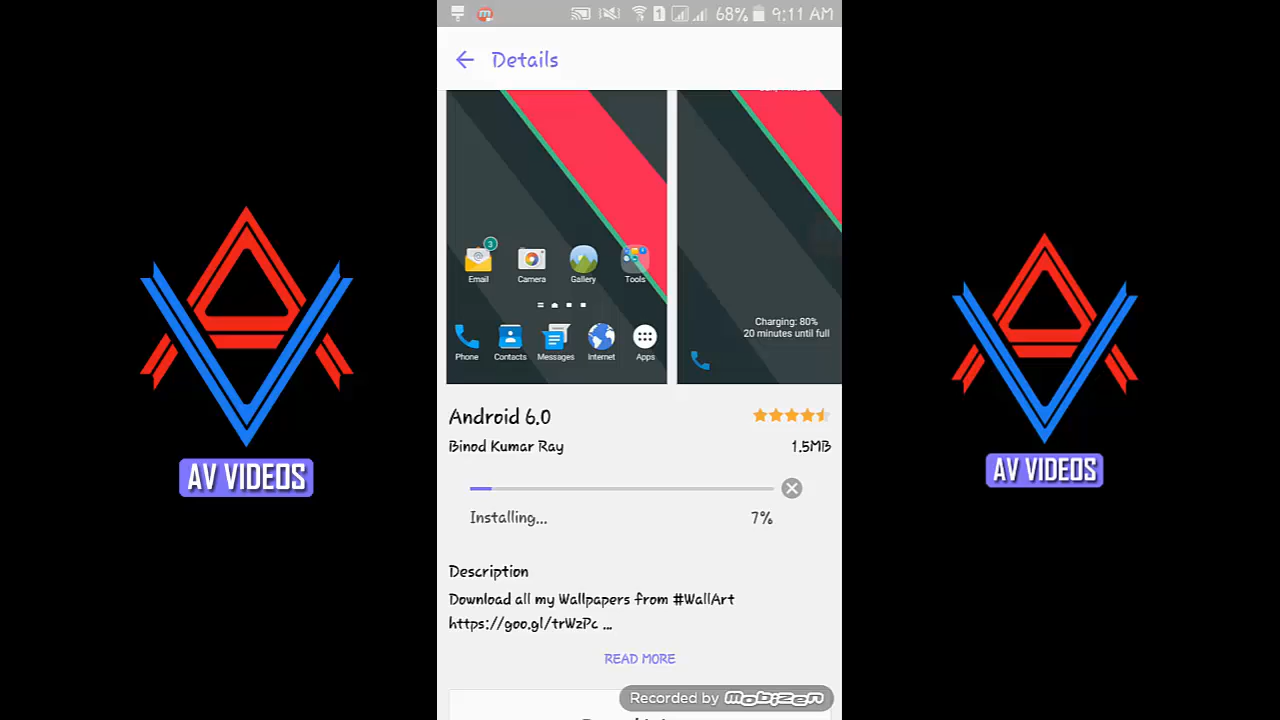 1 68% 9:11 AM
Details
3
Email Camera Gallery Tools
Phone Contacts Messages Internet Apps
Charging: 80%
20 minutes until full
Android 6.0
Binod Kumar Ray 1.5MB
Installing... 7%
Description
Download all my Wallpapers from #WallArt
https://goo.gl/trWzPc ...
READ MORE
Recorded by mobizen
AV VIDEOS
AV VIDEOS